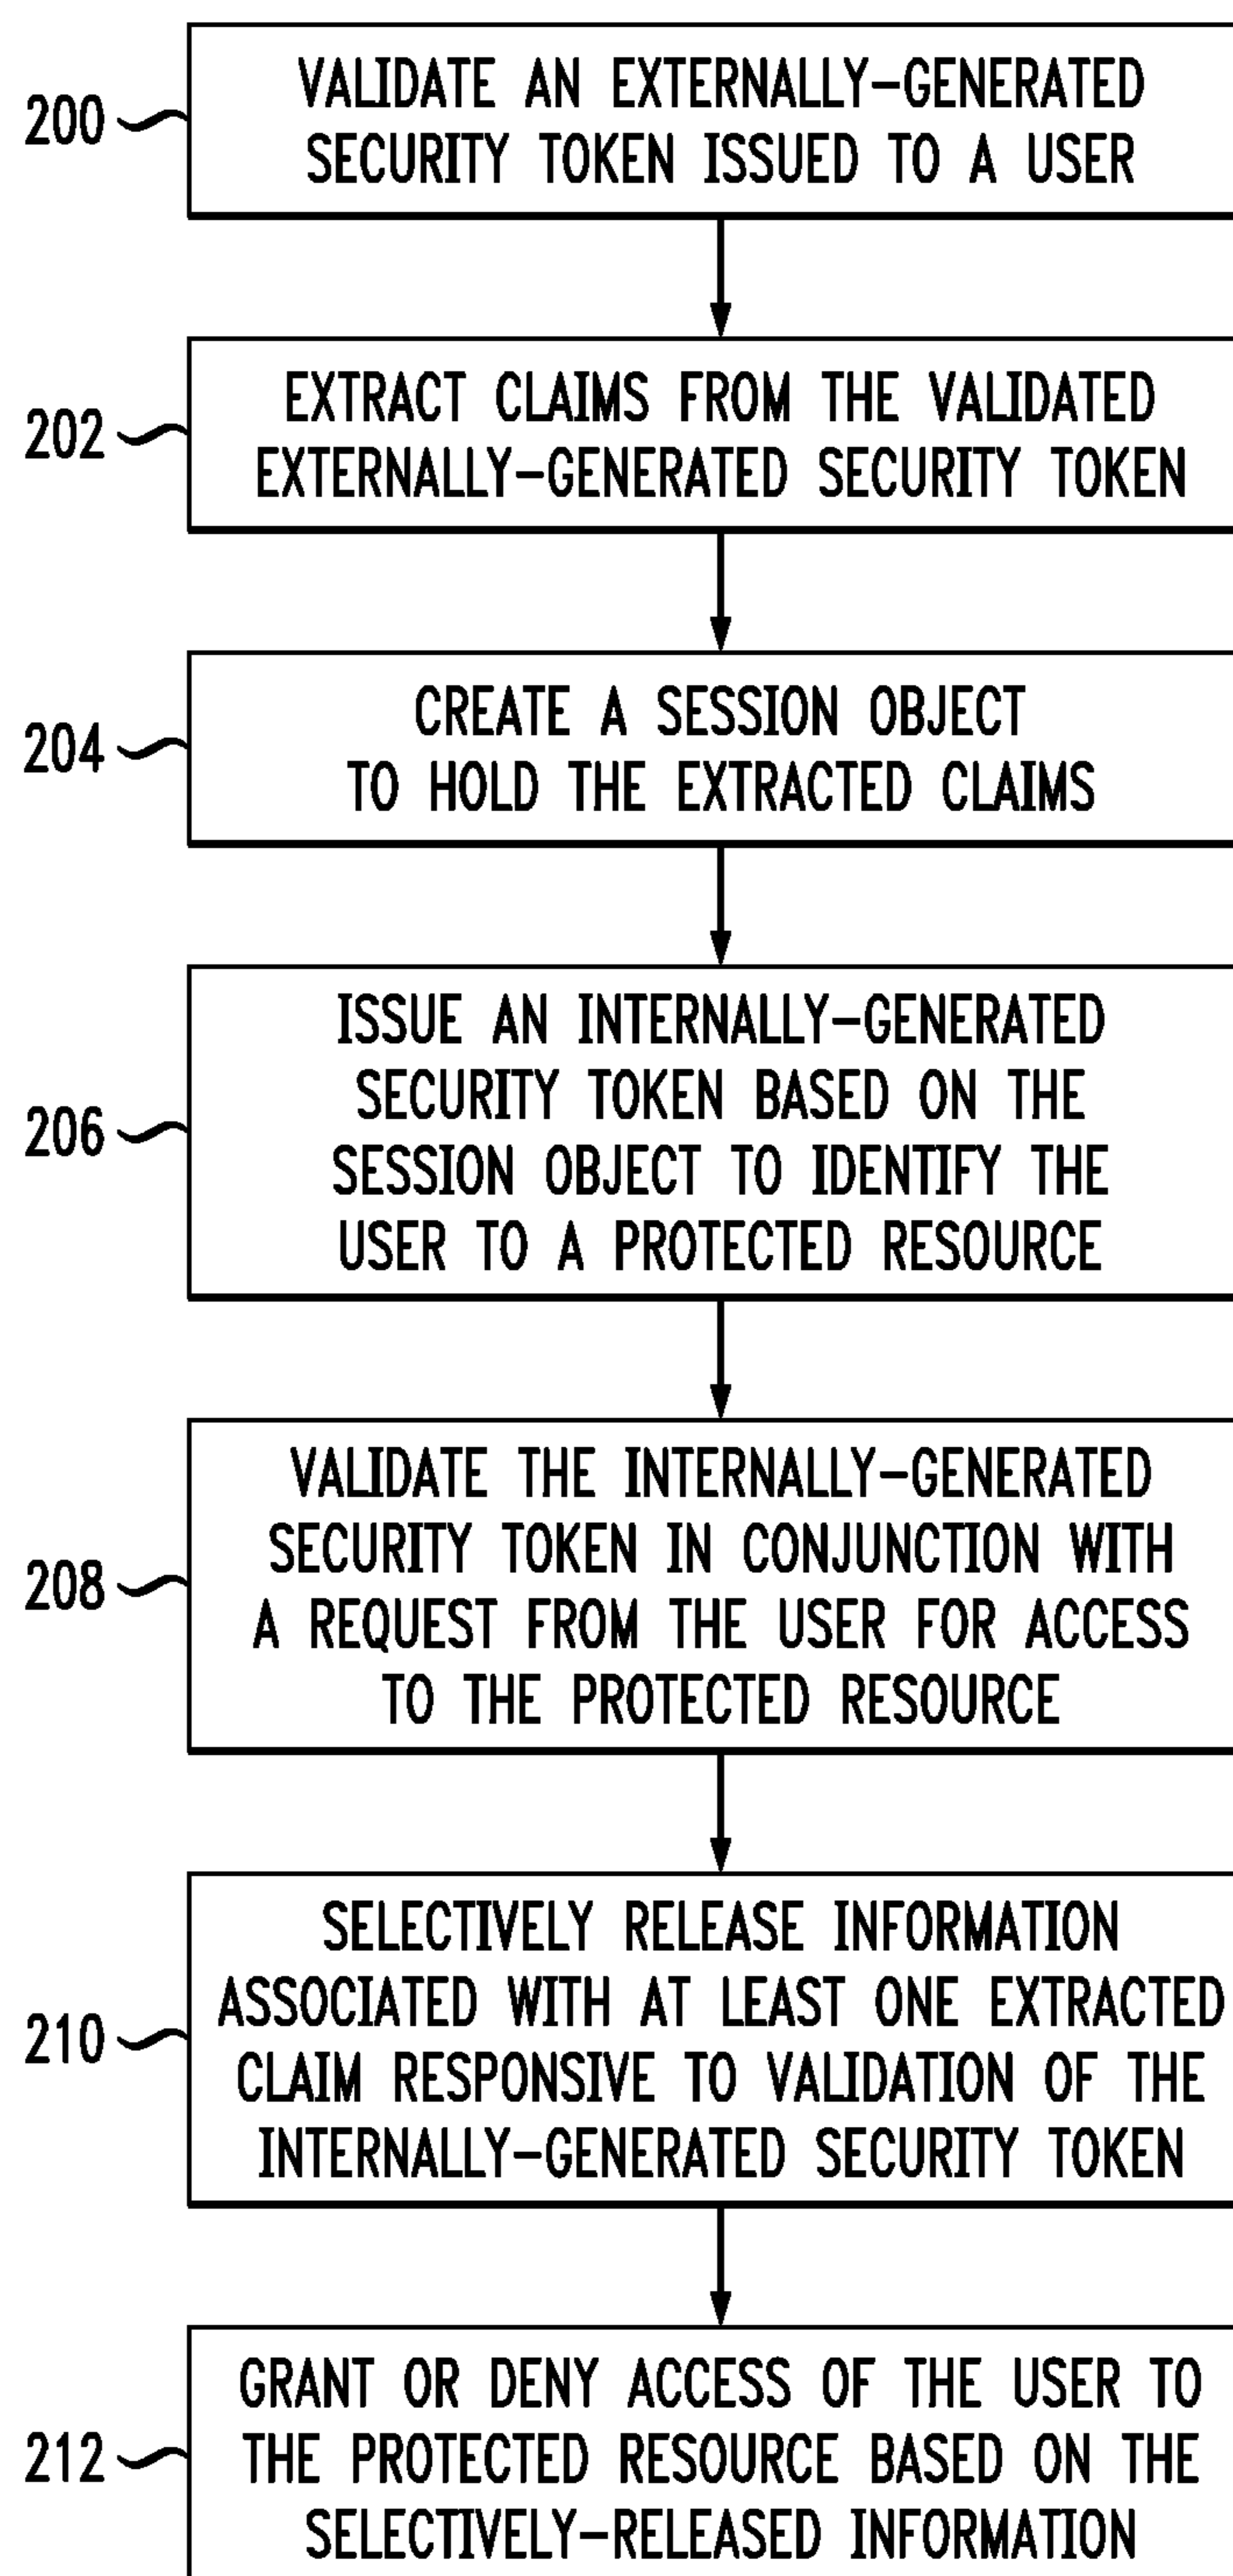 200
VALIDATE AN EXTERNALLY-GENERATED
SECURITY TOKEN ISSUED TO A USER
202
EXTRACT CLAIMS FROM THE VALIDATED
EXTERNALLY-GENERATED SECURITY TOKEN
204
CREATE A SESSION OBJECT
TO HOLD THE EXTRACTED CLAIMS
206
ISSUE AN INTERNALLY-GENERATED
SECURITY TOKEN BASED ON THE
SESSION OBJECT TO IDENTIFY THE
USER TO A PROTECTED RESOURCE
208
VALIDATE THE INTERNALLY-GENERATED
SECURITY TOKEN IN CONJUNCTION WITH
A REQUEST FROM THE USER FOR ACCESS
TO THE PROTECTED RESOURCE
210
SELECTIVELY RELEASE INFORMATION
ASSOCIATED WITH AT LEAST ONE EXTRACTED
CLAIM RESPONSIVE TO VALIDATION OF THE
INTERNALLY-GENERATED SECURITY TOKEN
212
GRANT OR DENY ACCESS OF THE USER TO
THE PROTECTED RESOURCE BASED ON THE
SELECTIVELY-RELEASED INFORMATION